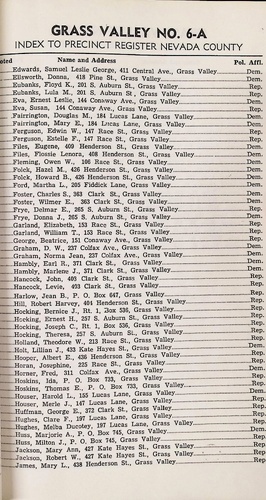 GRASS VALLEY NO. 6-A
INDEX TO PRECINCT REGISTER NEVADA COUNTY
oted Name and Address Pol. Affl.
Edwards, Samuel Leslie George, 411 Central Ave., Grass Valley Dem.
Ellsworth, Donna, 418 Pine St., Grass Valley Dem.
Eubanks, Floyd K., 201 S. Auburn St., Grass Valley Rep.
Eubanks, Lula M., 201 S. Auburn St., Grass Valley Rep.
Eva, Ernest Leslie, 144 Conaway Ave., Grass Valley Dem.
Eva, Susan, 144 Conaway Ave., Grass Valley Rep.
Fairrington, Douglas M., 184 Lucas Lane, Grass Valley Dem.
Fairrington, Mary E., 184 Lucas Lane, Grass Valley Dem.
Ferguson, Edwin W., 147 Race St., Grass Valley Rep.
Ferguson, Estelle F., 147 Race St., Grass Valley Rep.
Files, Eugene, 409 Henderson St., Grass Valley Dem.
Files, Flossie Lenora, 409 Henderson St., Grass Valley Dem.
Fleming, Owen W., 196 Race St., Grass Valley Dem.
Folck, Hazel M., 426 Henderson St., Grass Valley Dem.
Folck, Howard B., 426 Henderson St., Grass Valley Dem.
Ford, Martha L., 205 Fiddick Lane, Grass Valley Dem.
Foster, Charles S., 363 Clark St., Grass Valley Dem.
Foster, Wilmer E., 363 Clark St., Grass Valley Dem.
Frye, Delmar E., 265 S. Auburn St., Grass Valley Rep.
Frye, Donna J., 265 S. Auburn St., Grass Valley Rep.
Garland, Elizabeth, 153 Race St., Grass Valley Rep.
Garland, William T., 153 Race St., Grass Valley Rep.
George, Beatrice, 151 Conaway Ave., Grass Valley Rep.
Graham, D. W., 237 Colfax Ave., Grass Valley Dem.
Graham, Norma Jean, 237 Colfax Ave., Grass Valley Dem.
Hambly, Earl R., 371 Clark St., Grass Valley Dem.
Hambly, Marlene J., 371 Clark St., Grass Valley Dem.
Hancock, John, 493 Clark St., Grass Valley Rep.
Hancock, Levie, 493 Clark St., Grass Valley Rep.
Harlow, Jean B., P. O. Box 647, Grass Valley Rep.
Hill, Robert Harvey, 404 Henderson St., Grass Valley Rep.
Hocking, Bernice J., Rt. 1, Box 536, Grass Valley Rep.
Hocking, Ernest H., 257 S. Auburn St., Grass Valley Rep.
Hocking, Joseph C., Rt. 1, Box 536, Grass Valley Rep.
Hocking, Theresa, 257 S. Auburn St., Grass Valley Rep.
Holland, Theodore W., 213 Race St., Grass Valley Dem.
Holt, Lillian J., 433 Kate Hayes St., Grass Valley Dem.
Hooper, Albert E., 436 Henderson St., Grass Valley Rep.
Horan, Josephine, 225 Race St., Grass Valley Rep.
Horner, Fred, 311 Colfax Ave., Grass Valley Dem.
Hoskins, Ida, P. O. Box 733, Grass Valley Rep.
Hoskins, Thomas E., P. O. Box 733, Grass Valley Rep.
Houser, Harold L., 155 Lucas Lane, Grass Valley Dem.
Houser, Merle J., 147 Lucas Lane, Grass Valley Rep.
Huffman, George E., 372 Clark St., Grass Valley Rep.
Hughes, Clare F., 197 Lucas Lane, Grass Valley Rep.
Hughes, Melba Ducotey, 197 Lucas Lane, Grass Valley Dem.
Huss, Marjorie A., P. O. Box 745, Grass Valley Rep.
Huss, Milton J., P. O. Box 745, Grass Valley Rep.
Jackson, Mary Ann, 427 Kate Hayes St., Grass Valley Rep.
Jackson, Robert W., 427 Kate Hayes St., Grass Valley Rep.
James, Mary L., 438 Henderson St., Grass Valley Rep.